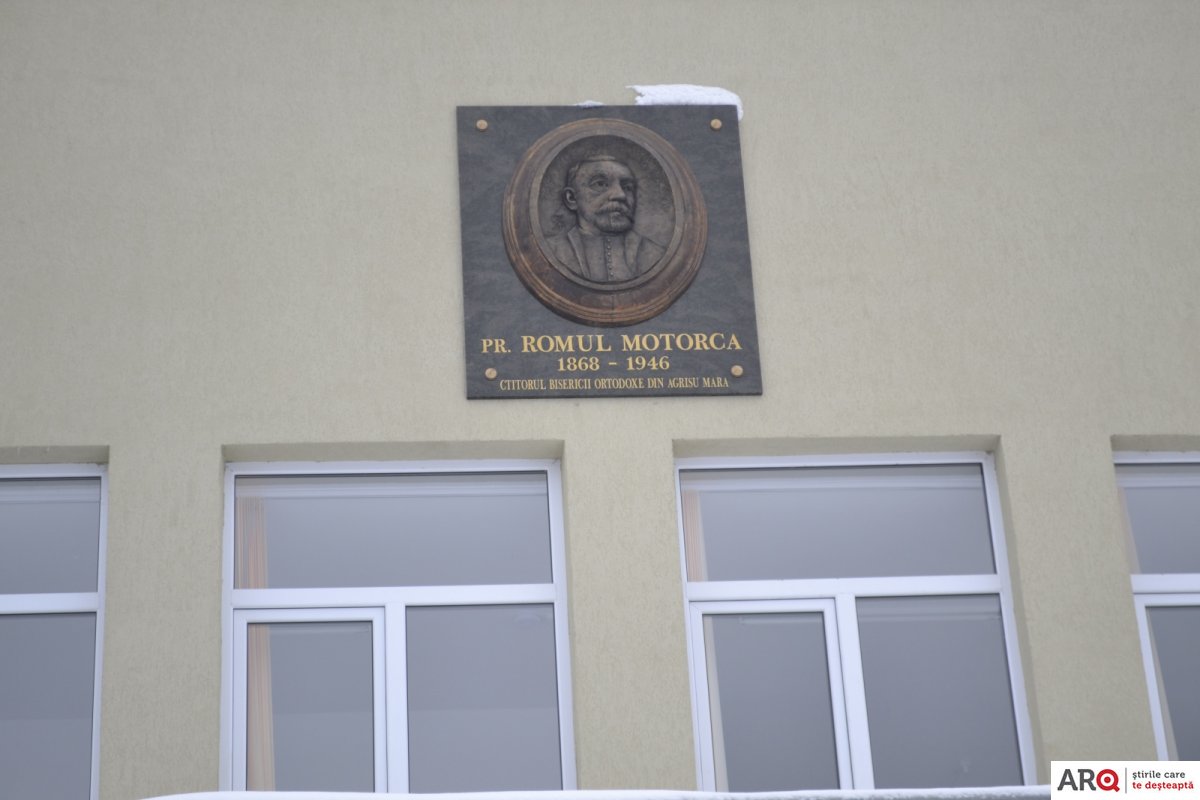 PR. ROMUL MOTORCA
1868 - 1946
CTITORUL BISERICII ORTODOXE DIN AGRISU MARA
ARQ
știrile care
te deșteaptă